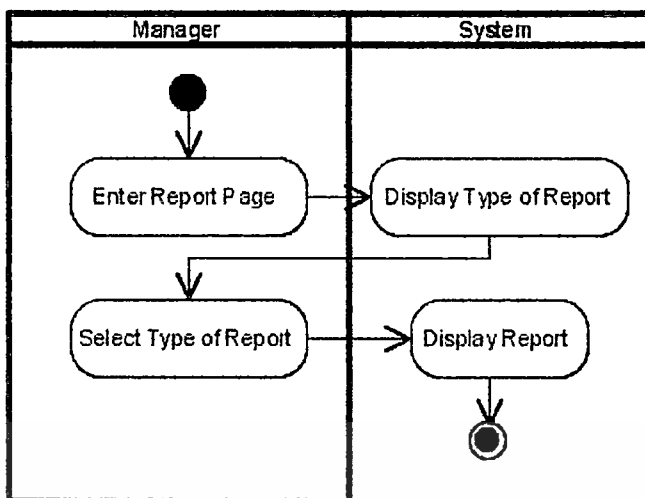 Manager
System
Enter Report Page
Display Type of Report
Select Type of Report
Display Report